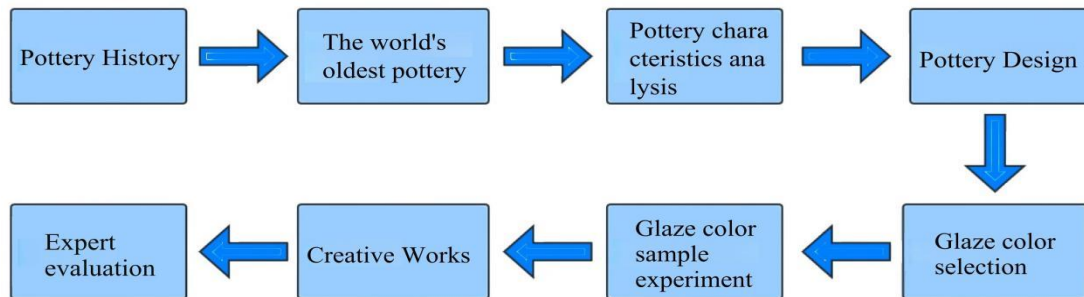 Pottery History
The world's
oldest pottery
Pottery chara
cteristics ana
lysis
Pottery Design
Glaze color
selection
Glaze color
sample
experiment
Creative Works
Expert
evaluation